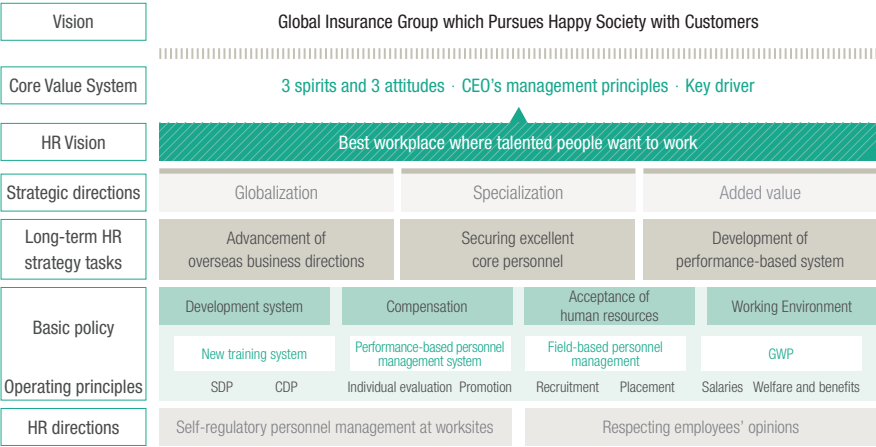 Vision
Global Insurance Group which Pursues Happy Society with Customers
Core Value System
3 spirits and 3 attitudes · CEO's management principles · Key driver
HR Vision
Best workplace where talented people want to work
Strategic directions
Globalization
Specialization
Added value
Long-term HR
strategy tasks
Advancement of
overseas business directions
Securing excellent
core personnel
Development of
performance-based system
Basic policy
Development system
Compensation
Acceptance of
human resources
Working Environment
New training system
Performance-based personnel
management system
Field-based personnel
management
GWP
Operating principles
SDP
CDP
Individual evaluation
Promotion
Recruitment
Placement
Salaries
Welfare and benefits
HR directions
Self-regulatory personnel management at worksites
Respecting employees' opinions